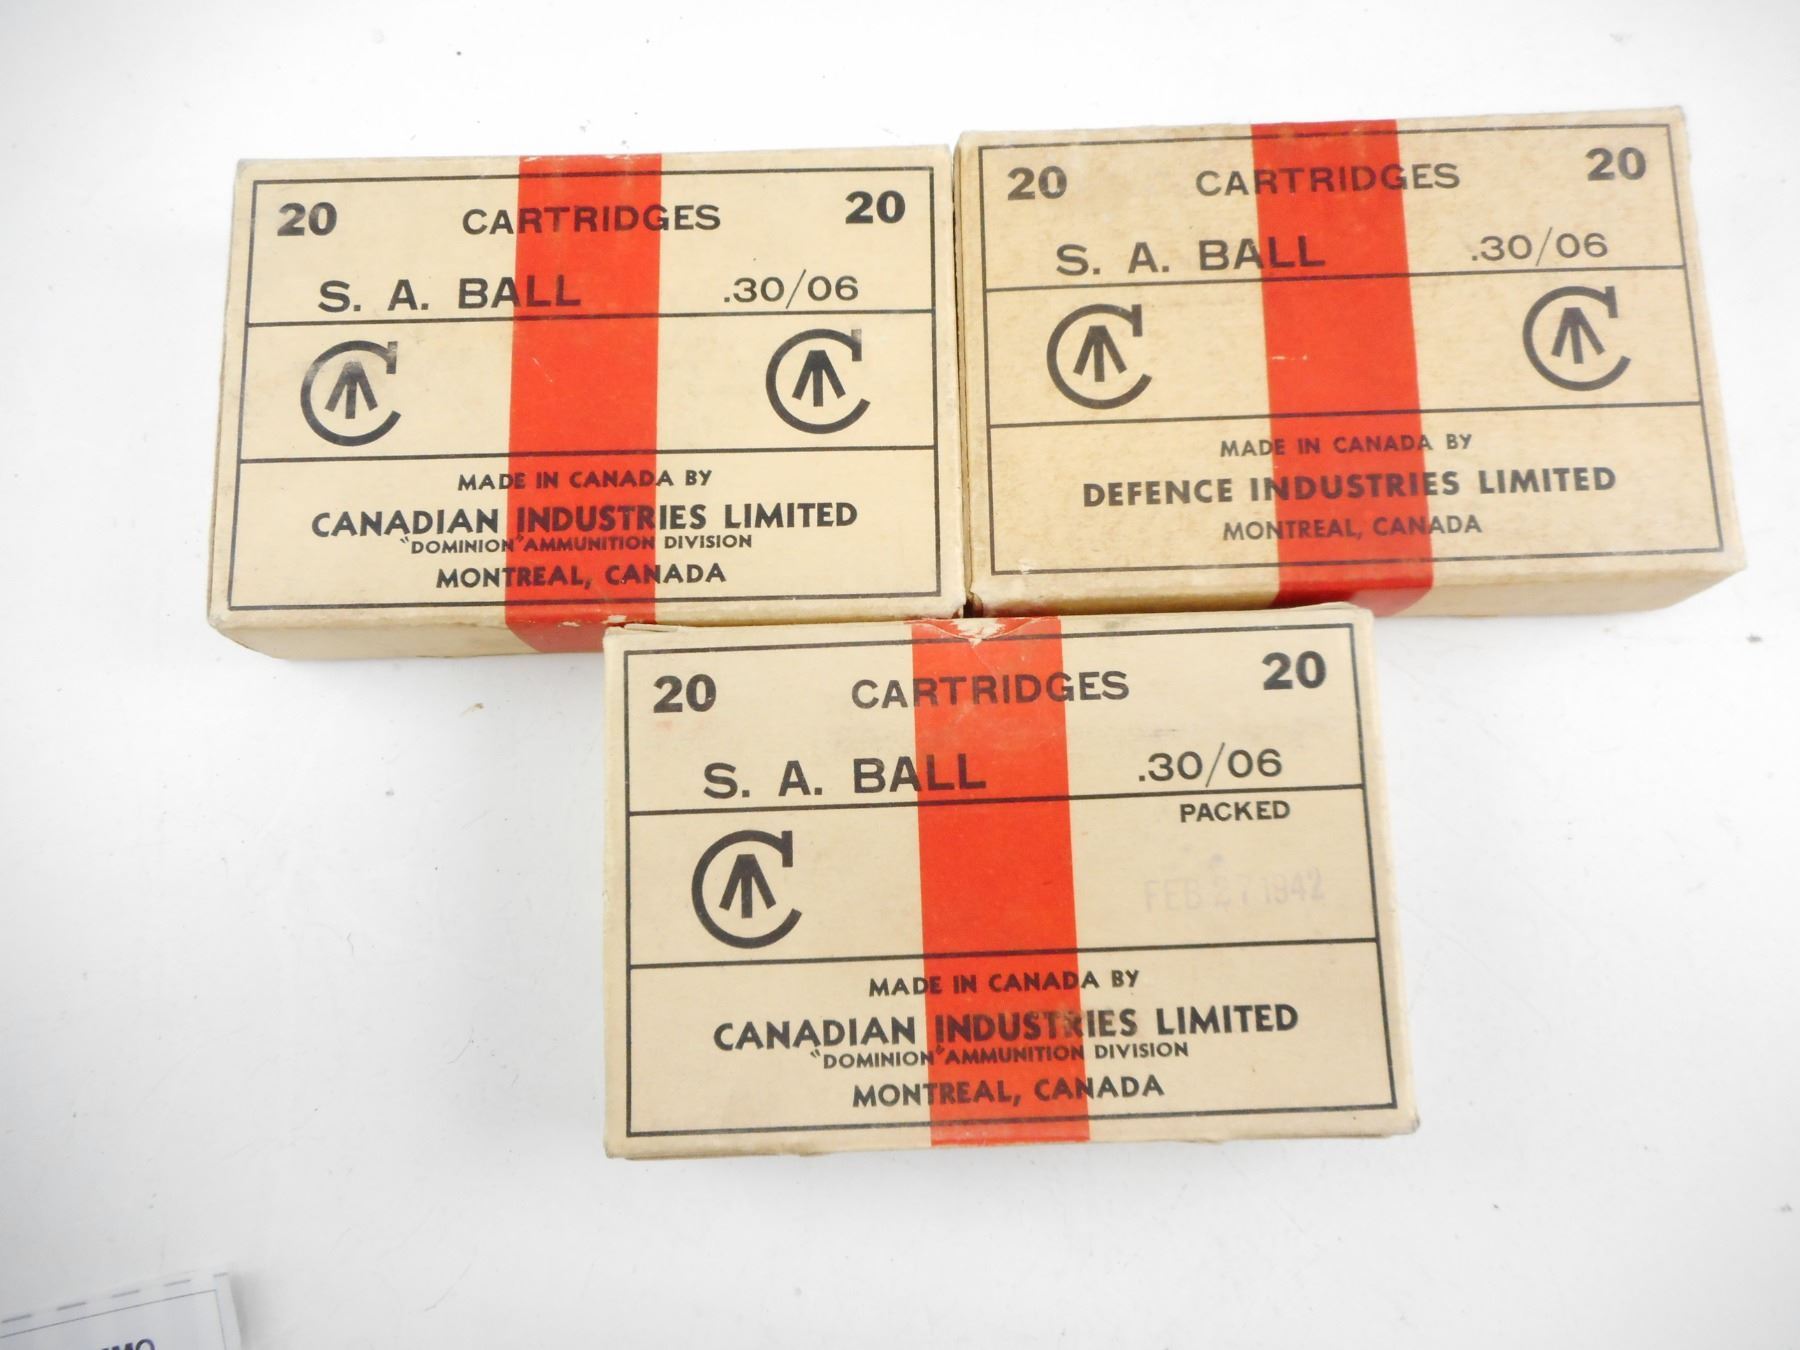 20 CARTRIDGES 20
S. A. BALL .30/06
MADE IN CANADA BY
CANADIAN INDUSTRIES LIMITED
"DOMINION" AMMUNITION DIVISION
MONTREAL, CANADA
20 CARTRIDGES 20
S. A. BALL .30/06
MADE IN CANADA BY
DEFENCE INDUSTRIES LIMITED
MONTREAL, CANADA
20 CARTRIDGES 20
S. A. BALL .30/06
PACKED
FEB 27 1942
MADE IN CANADA BY
CANADIAN INDUSTRIES LIMITED
"DOMINION" AMMUNITION DIVISION
MONTREAL, CANADA